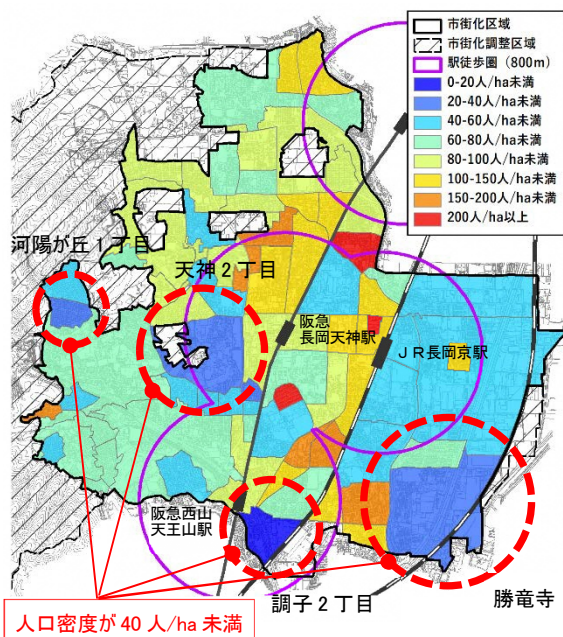 市街化区域
市街化調整区域
駅徒歩圏（800m）
0-20人/ha未満
20-40人/ha未満
40-60人/ha未満
60-80人/ha未満
80-100人/ha未満
100-150人/ha未満
150-200人/ha未満
200人/ha以上
河陽が丘1丁目
天神2丁目
阪急
長岡天神駅
JR長岡京駅
阪急西山
天王山駅
調子2丁目
勝竜寺
人口密度が40人/ha未満